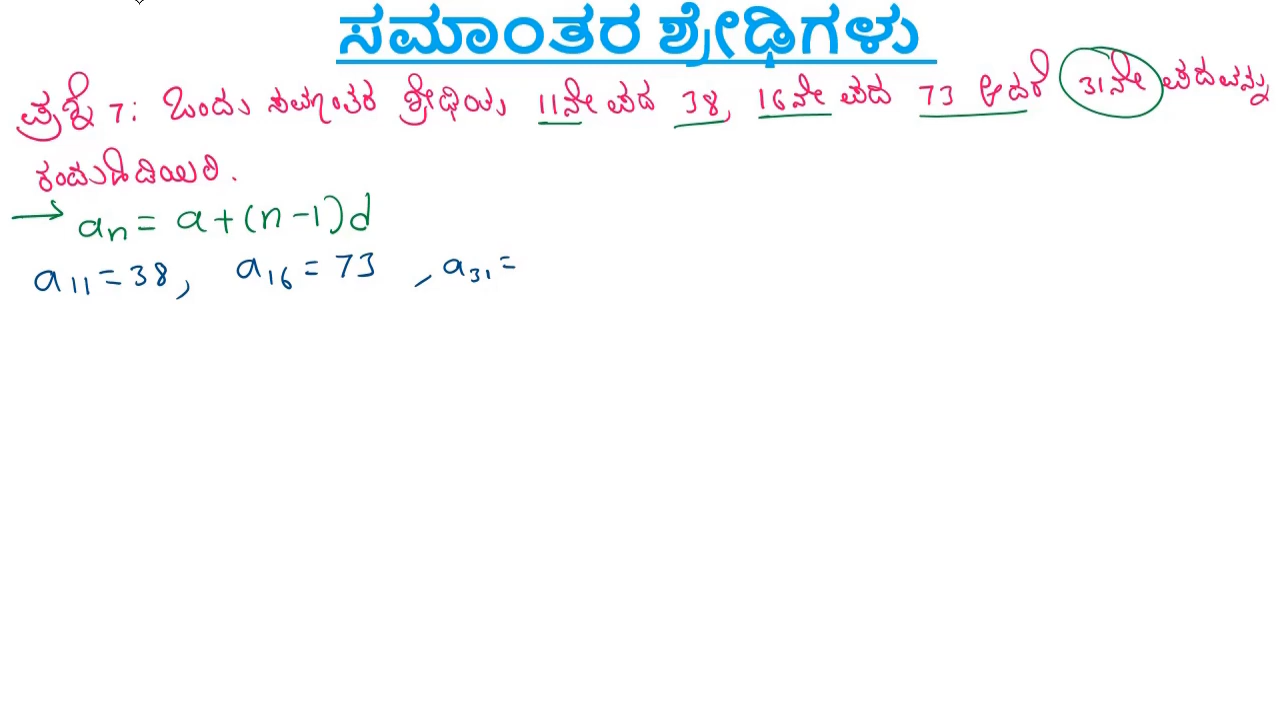 ಸಮಾಂತರ ಶ್ರೇಢಿಗಳು
ಪ್ರಶ್ನೆ 7: ಒಂದು ಸಮಾಂತರ ಶ್ರೇಢಿಯ 11ನೇ ಪದ 38, 16ನೇ ಪದ 73 ಆದರೆ 31ನೇ ಪದವನ್ನು
ಕಂಡುಹಿಡಿಯಿರಿ.
→ aₙ = a + (n - 1)d
a₁₁ = 38, a₁₆ = 73 , a₃₁ =